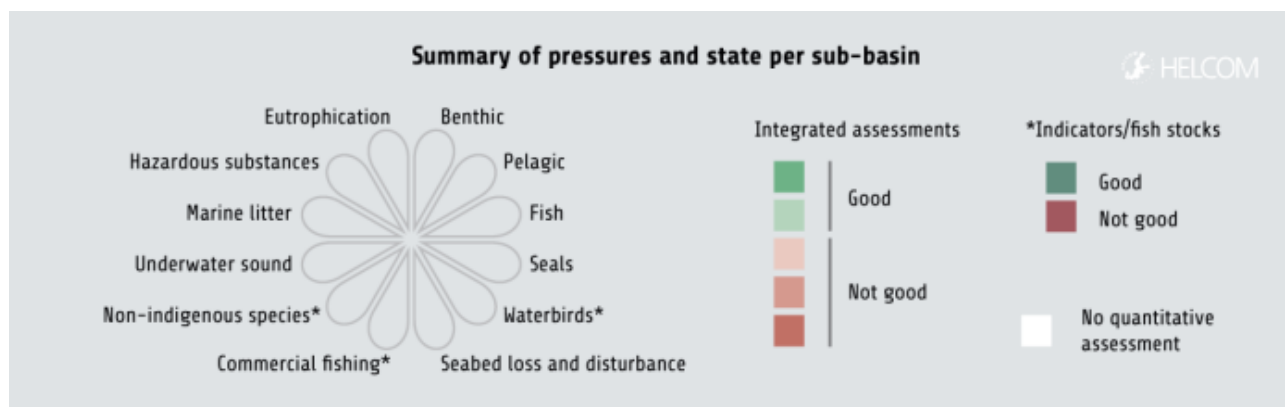 Summary of pressures and state per sub-basin
HELCOM
Eutrophication
Benthic
Hazardous substances
Pelagic
Marine litter
Fish
Underwater sound
Seals
Non-indigenous species*
Waterbirds*
Commercial fishing*
Seabed loss and disturbance
Integrated assessments
Good
Not good
*Indicators/fish stocks
Good
Not good
No quantitative
assessment